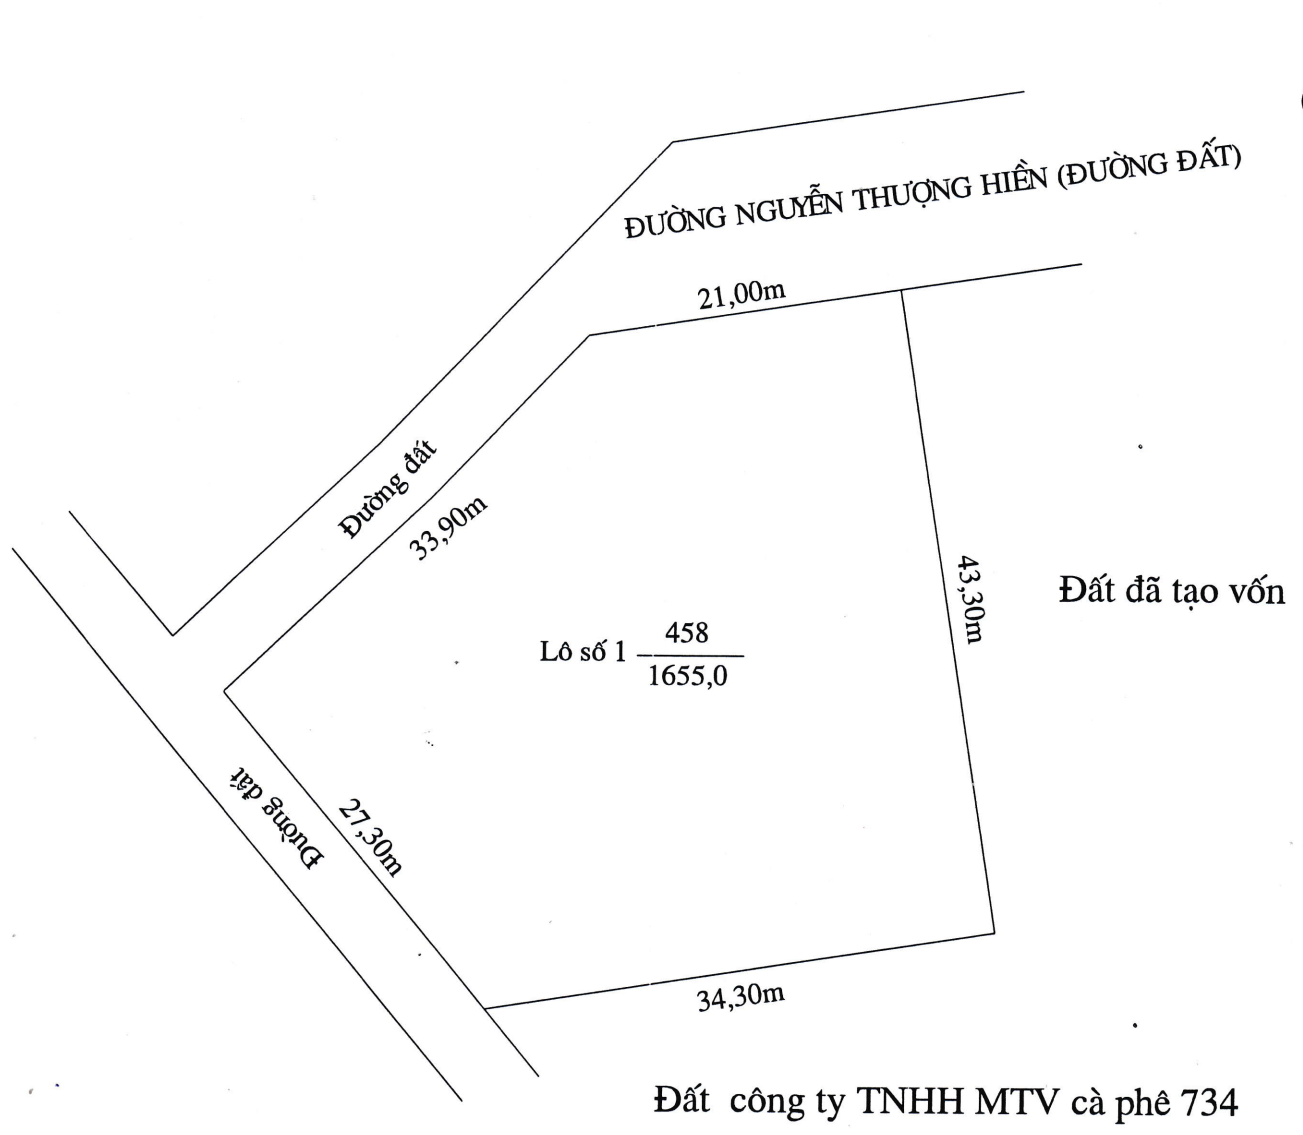 ĐƯỜNG NGUYỄN THƯỢNG HIỀN (ĐƯỜNG ĐẤT)
21,00m
Đường đất
33,90m
43,30m
Đất đã tạo vốn
Lô số 1 458
1655,0
Đường đất
27,30m
34,30m
Đất công ty TNHH MTV cà phê 734